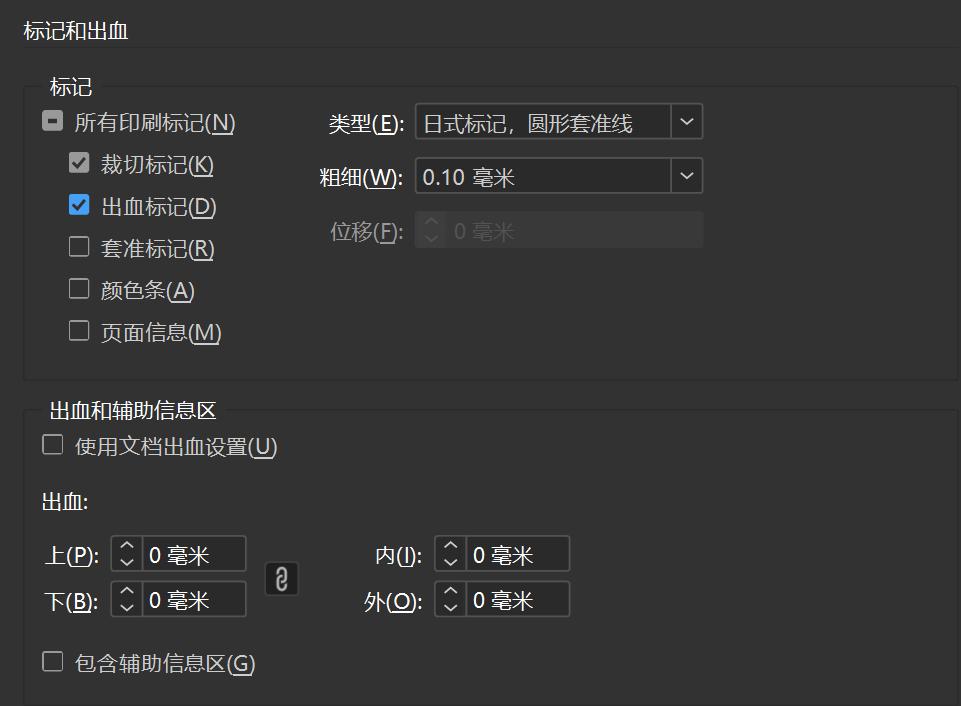 标记和出血
标记
所有印刷标记(N)
裁切标记(K)
出血标记(D)
套准标记(R)
颜色条(A)
页面信息(M)
类型(E): 日式标记，圆形套准线
粗细(W): 0.10 毫米
位移(F): 0 毫米
出血和辅助信息区
使用文档出血设置(U)
出血:
上(P): 0 毫米
下(B): 0 毫米
内(I): 0 毫米
外(O): 0 毫米
包含辅助信息区(G)